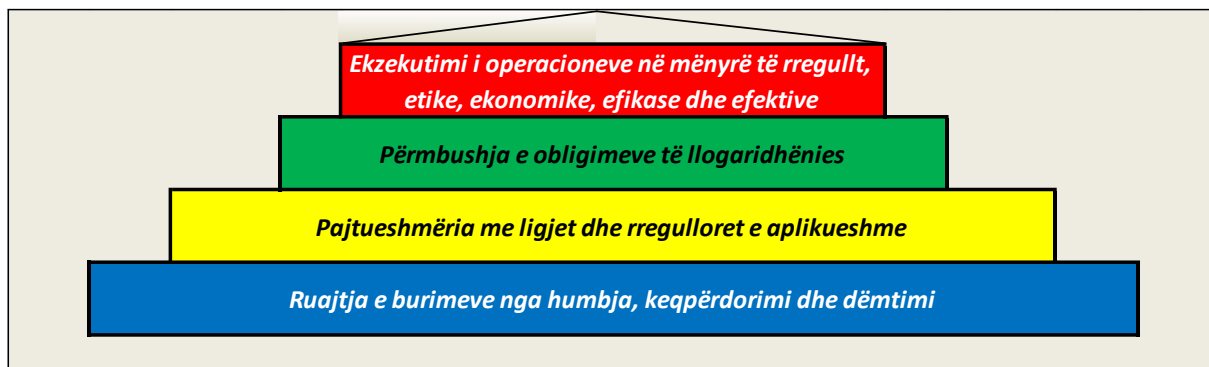 Ekzekutimi i operacioneve në mënyrë të rregullt,
etike, ekonomike, efikase dhe efektive
Përmbushja e obligimeve të llogaridhënies
Pajtueshmëria me ligjet dhe rregulloret e aplikueshme
Ruajtja e burimeve nga humbja, keqpërdorimi dhe dëmtimi